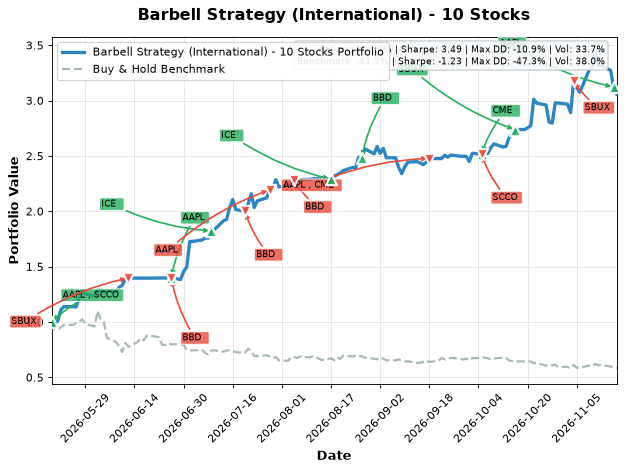 Barbell Strategy (International) - 10 Stocks
Barbell Strategy (International) - 10 Stocks Portfolio
Buy & Hold Benchmark
| Sharpe: 3.49 | Max DD: -10.9% | Vol: 33.7%
| Sharpe: -1.23 | Max DD: -47.3% | Vol: 38.0%
Portfolio Value
3.5
3.0
2.5
2.0
1.5
0.5
SBUX
AAPL , SCCO
ICE
AAPL
AAPL
BBD
ICE
BBD
AAPL , CME
BBD
BBD
CME
SCCO
SBUX
2026-05-29
2026-06-14
2026-06-30
2026-07-16
2026-08-01
2026-08-17
2026-09-02
2026-09-18
2026-10-04
2026-10-20
2026-11-05
Date